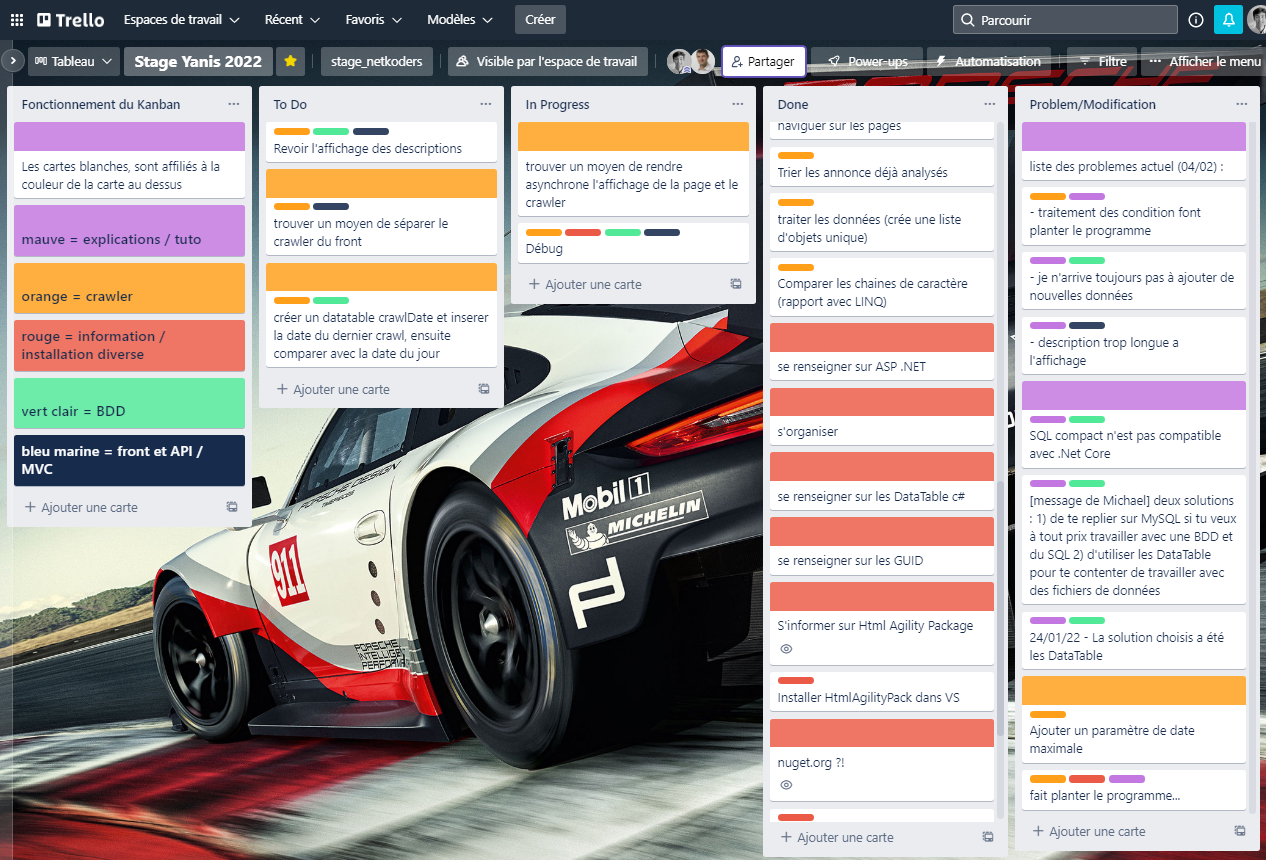 Trello
Espaces de travail
Récent
Favoris
Modèles
Créer
Parcourir
Tableau
Stage Yanis 2022
stage_netkoders
Visible par l'espace de travail
Partager
Power-ups
Automatisation
Filtre
Afficher le menu
Fonctionnement du Kanban
Les cartes blanches, sont affiliés à la
couleur de la carte au dessus
mauve = explications / tuto
orange = crawler
rouge = information /
installation diverse
vert clair = BDD
bleu marine = front et API /
MVC
Ajouter une carte
To Do
Revoir l'affichage des descriptions
trouver un moyen de séparer le
crawler du front
créer un datatable crawlDate et inserer
la date du dernier crawl, ensuite
comparer avec la date du jour
Ajouter une carte
In Progress
trouver un moyen de rendre
asynchrone l'affichage de la page et le
crawler
Débug
Ajouter une carte
Done
naviguer sur les pages
Trier les annonce déjà analysés
traiter les données (crée une liste
d'objets unique)
Comparer les chaines de caractère
(rapport avec LINQ)
se renseigner sur ASP .NET
s'organiser
se renseigner sur les DataTable c#
se renseigner sur les GUID
S'informer sur Html Agility Package
Installer HtmlAgilityPack dans VS
nuget.org ?!
Ajouter une carte
Problem/Modification
liste des problemes actuel (04/02) :
- traitement des condition font
planter le programme
- je n'arrive toujours pas à ajouter de
nouvelles données
- description trop longue a
l'affichage
SQL compact n'est pas compatible
avec .Net Core
[message de Michael] deux solutions
: 1) de te replier sur MySQL si tu veux
à tout prix travailler avec une BDD et
du SQL 2) d'utiliser les DataTable
pour te contenter de travailler avec
des fichiers de données
24/01/22 - La solution choisis a été
les DataTable
Ajouter un paramètre de date
maximale
fait planter le programme...
Ajouter une carte
PORSCHE DESIGN
TIMEPIECES
Mobil 1
MICHELIN
911
PORSCHE
INTELLIGENT
PERFORMA